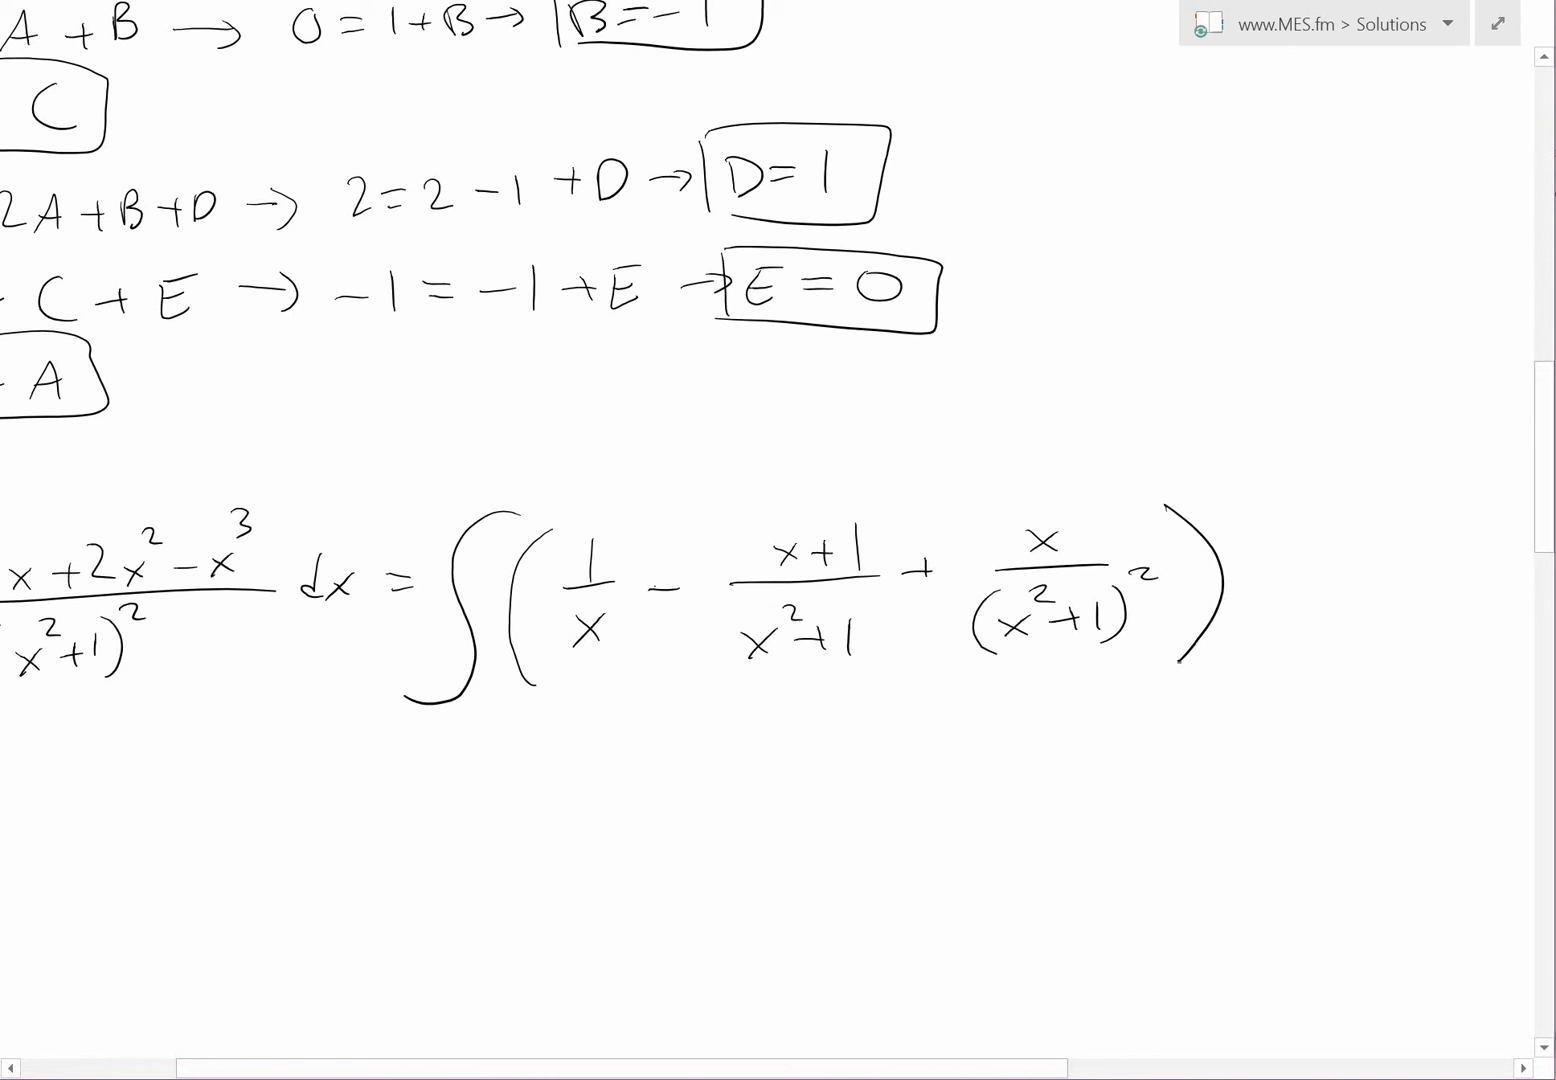 www.MES.fm > Solutions
A + B → 0 = 1 + B → B = -1
C
2A + B + D → 2 = 2 - 1 + D → D = 1
- C + E → -1 = -1 + E → E = 0
- A
x + 2x² - x³ / (x² + 1)² dx = ∫ ( 1/x - x+1 / x²+1 + x / (x²+1)² )